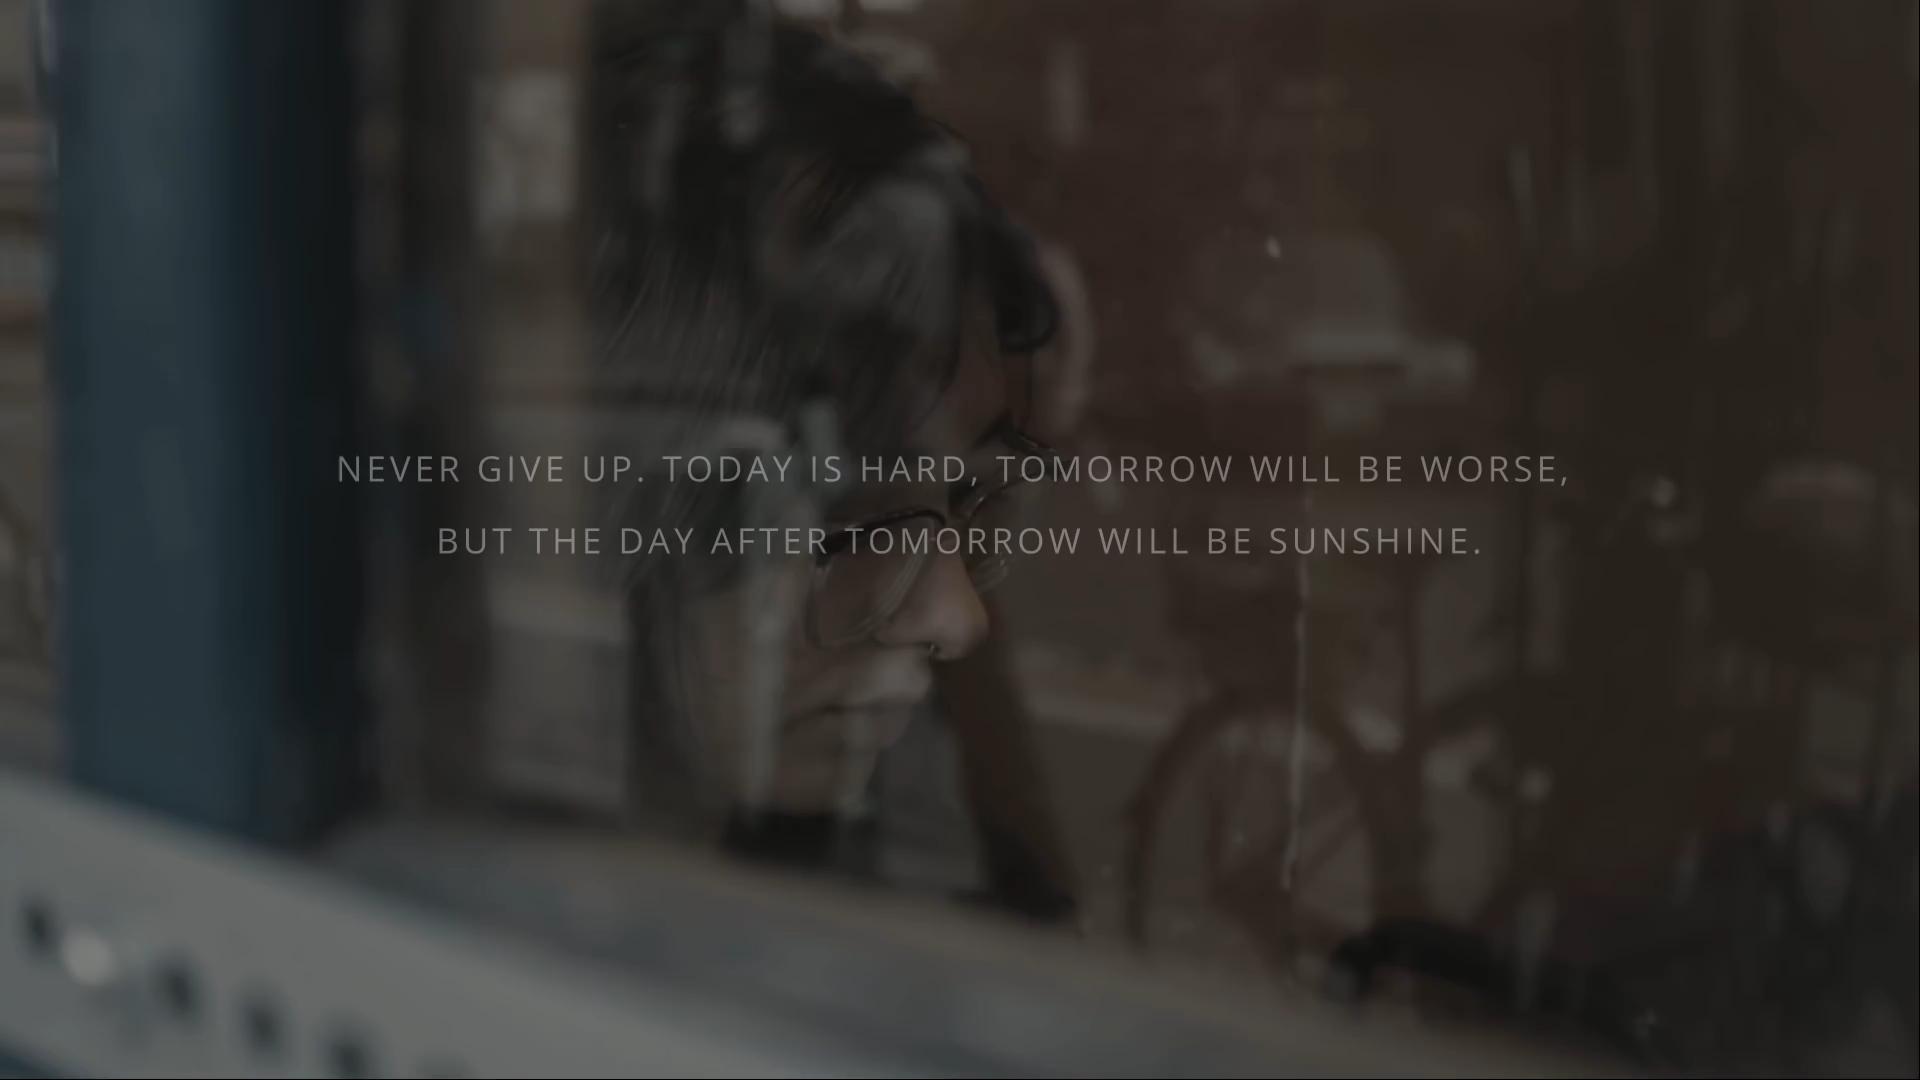 NEVER GIVE UP. TODAY IS HARD, TOMORROW WILL BE WORSE,
BUT THE DAY AFTER TOMORROW WILL BE SUNSHINE.